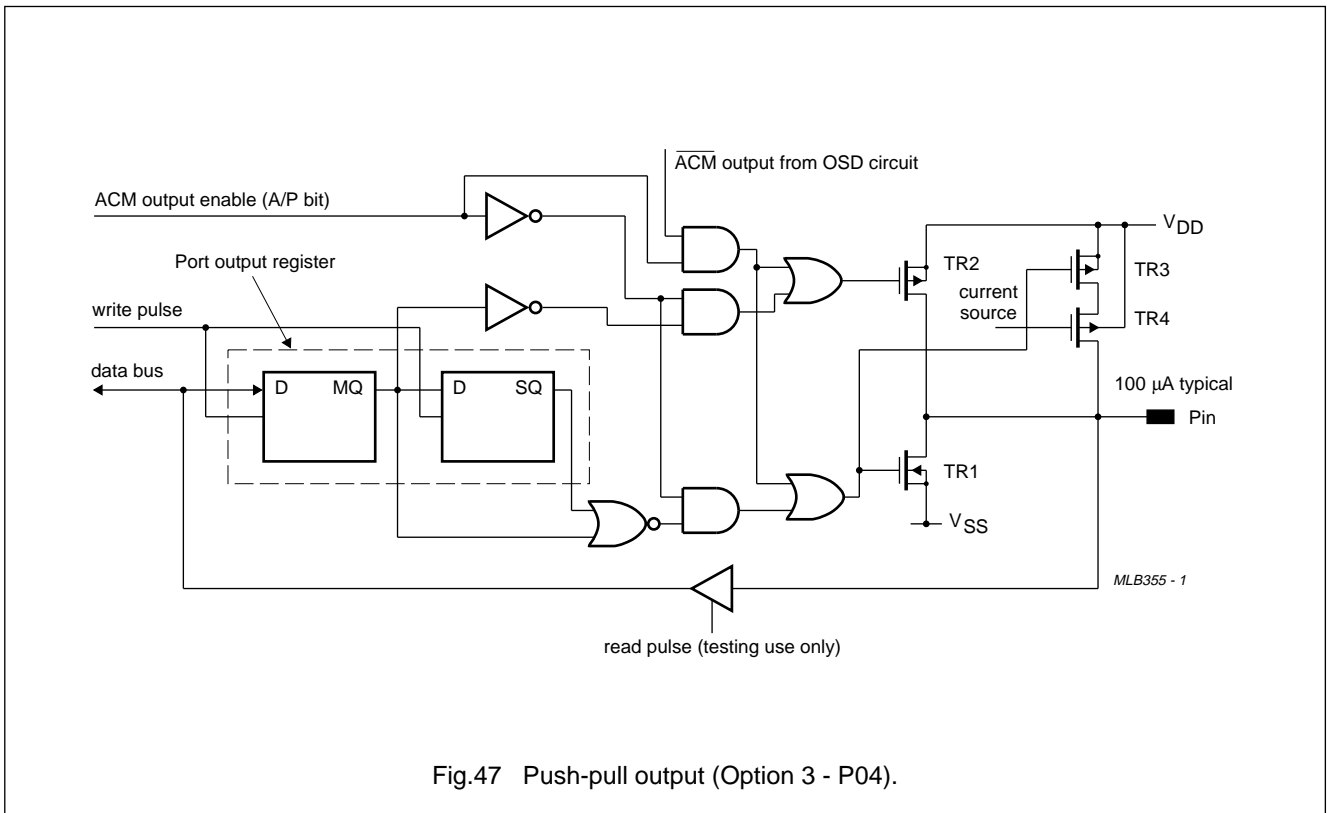 ACM output from OSD circuit
ACM output enable (A/P bit)
Port output register
write pulse
data bus
D MQ
D SQ
VDD
TR2
TR3
current
source
TR4
100 µA typical
Pin
TR1
VSS
MLB355 - 1
read pulse (testing use only)
Fig.47 Push-pull output (Option 3 - P04).